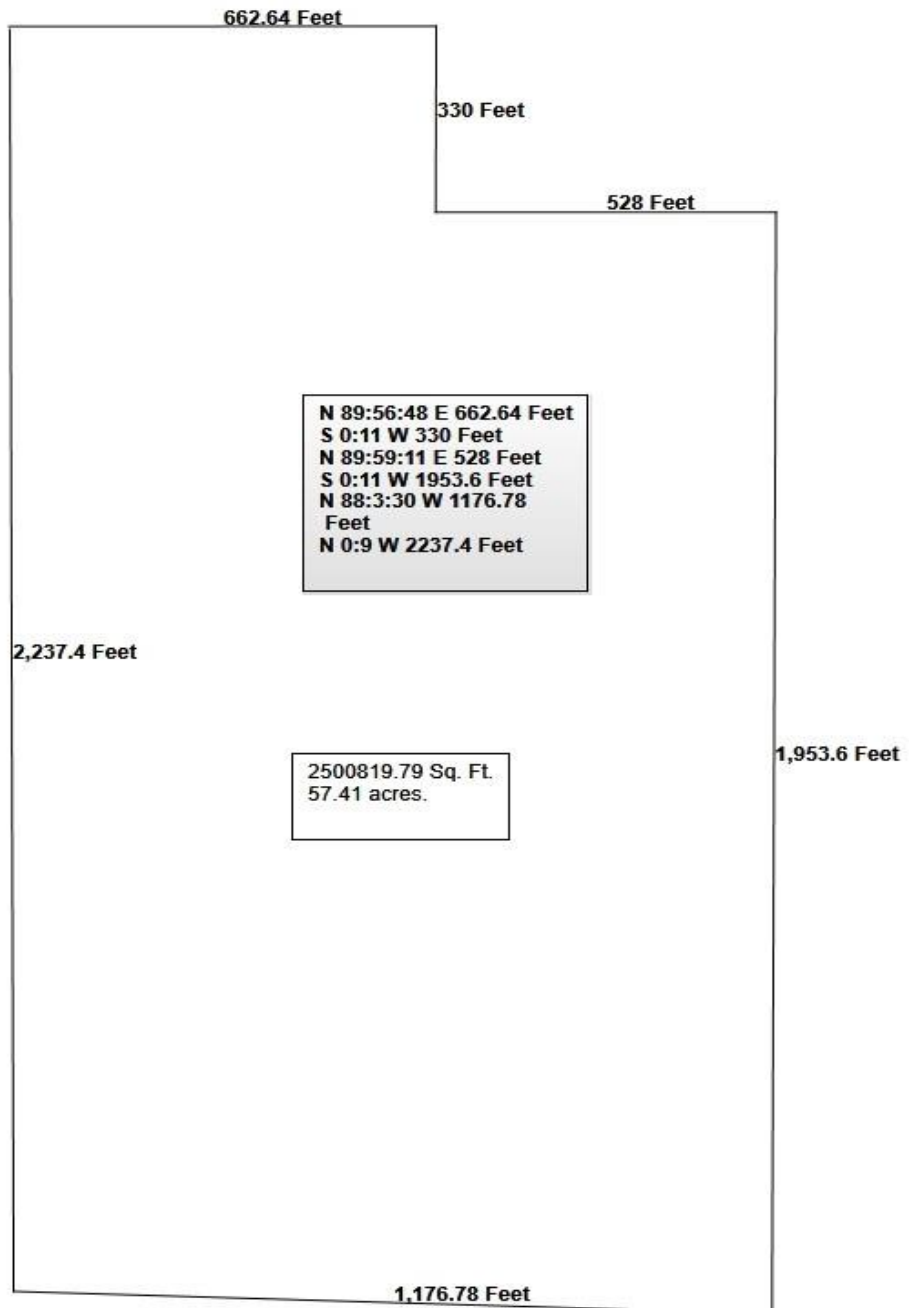 662.64 Feet
330 Feet
528 Feet
N 89:56:48 E 662.64 Feet
S 0:11 W 330 Feet
N 89:59:11 E 528 Feet
S 0:11 W 1953.6 Feet
N 88:3:30 W 1176.78
Feet
N 0:9 W 2237.4 Feet
2,237.4 Feet
1,953.6 Feet
2500819.79 Sq. Ft.
57.41 acres.
1,176.78 Feet